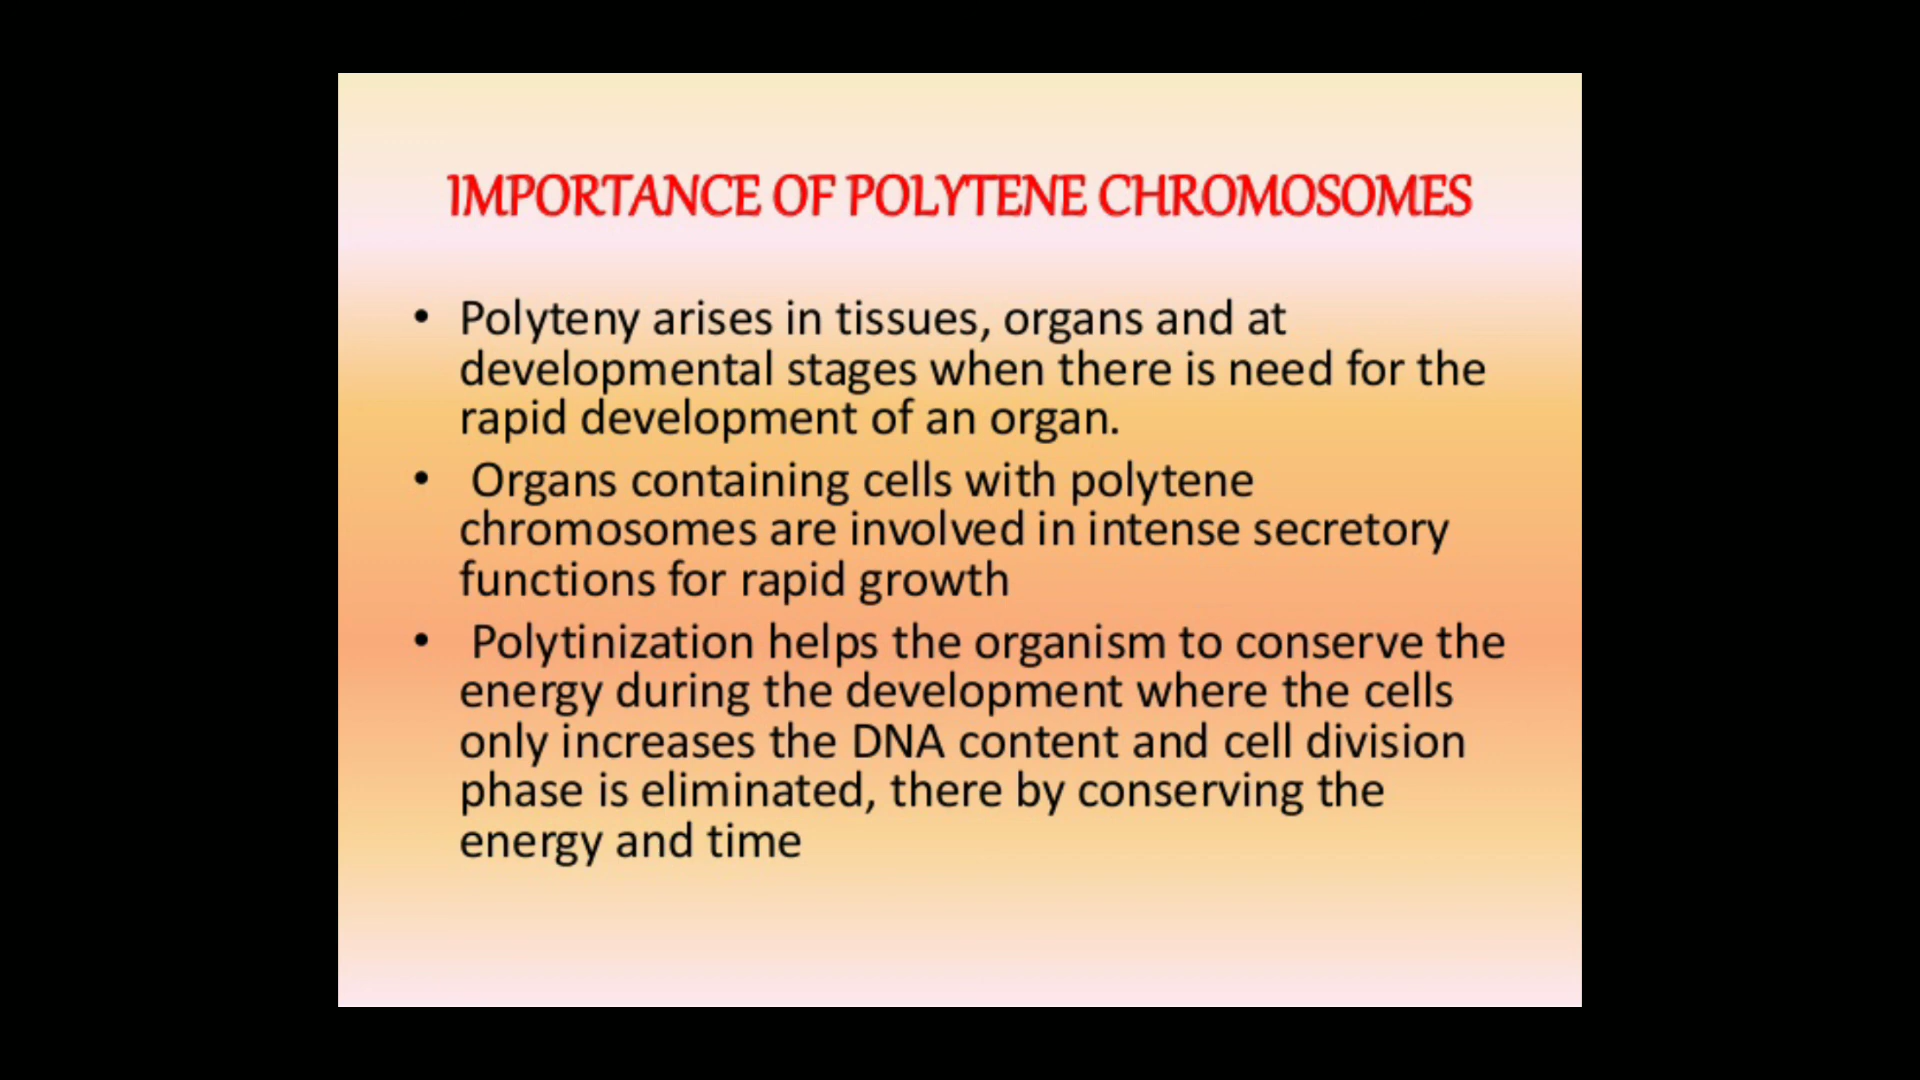 IMPORTANCE OF POLYTENE CHROMOSOMES
• Polyteny arises in tissues, organs and at
developmental stages when there is need for the
rapid development of an organ.
• Organs containing cells with polytene
chromosomes are involved in intense secretory
functions for rapid growth
• Polytinization helps the organism to conserve the
energy during the development where the cells
only increases the DNA content and cell division
phase is eliminated, there by conserving the
energy and time